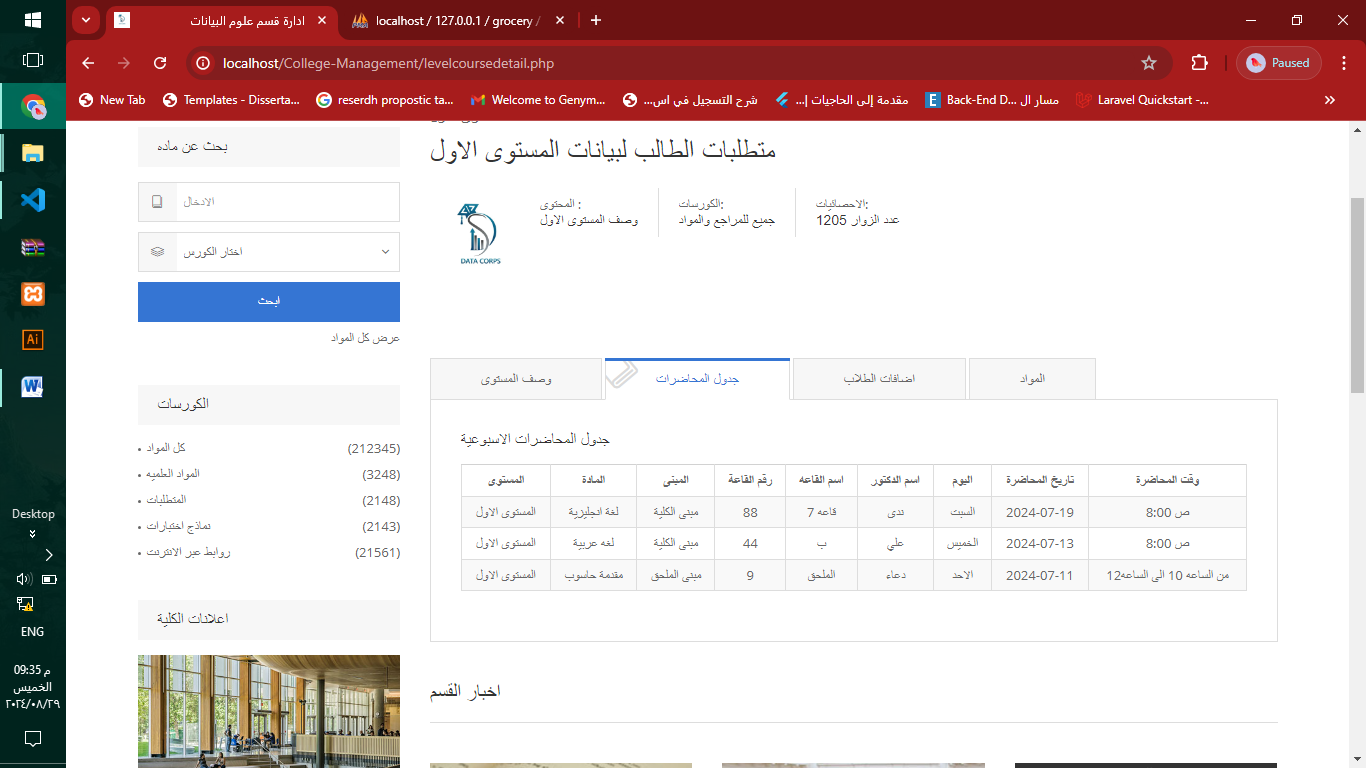 ادارة قسم علوم البيانات
localhost / 127.0.0.1 / grocery /
localhost/College-Management/levelcoursedetail.php
Paused
New Tab
Templates - Disserta...
reserdh propostic ta...
Welcome to Genym...
شرح التسجيل في اس...
مقدمة إلى الحاجيات |...
Back-End D... مسار ال
Laravel Quickstart -...
بحث عن ماده
الادخال
اختار الكورس
ابحث
عرض كل المواد
الكورسات
كل المواد (212345)
المواد العلميه (3248)
المتطلبات (2148)
نماذج اختبارات (2143)
روابط عبر الانترنت (21561)
اعلانات الكلية
متطلبات الطالب لبيانات المستوى الاول
DATA CORPS
المحتوى :
وصف المستوى الاول
الكورسات:
جميع للمراجع والمواد
الاحصائيات:
عدد الزوار 1205
وصف المستوى
جدول المحاضرات
اضافات الطلاب
المواد
جدول المحاضرات الاسبوعية
المستوى المادة المبنى رقم القاعة اسم القاعه اسم الدكتور اليوم تاريخ المحاضرة وقت المحاضرة
المستوى الاول لغة انجليزية مبنى الكلية 88 قاعه 7 ندى السبت 2024-07-19 8:00 ص
المستوى الاول لغه عربية مبنى الكلية 44 ب علي الخميس 2024-07-13 8:00 ص
المستوى الاول مقدمة حاسوب مبنى الملحق 9 الملحق دعاء الاحد 2024-07-11 من الساعه 10 الى الساعه12
اخبار القسم
Desktop
ENG
09:35 م
الخميس
٢٠٢٤/٠٨/٢٩
Ai
W